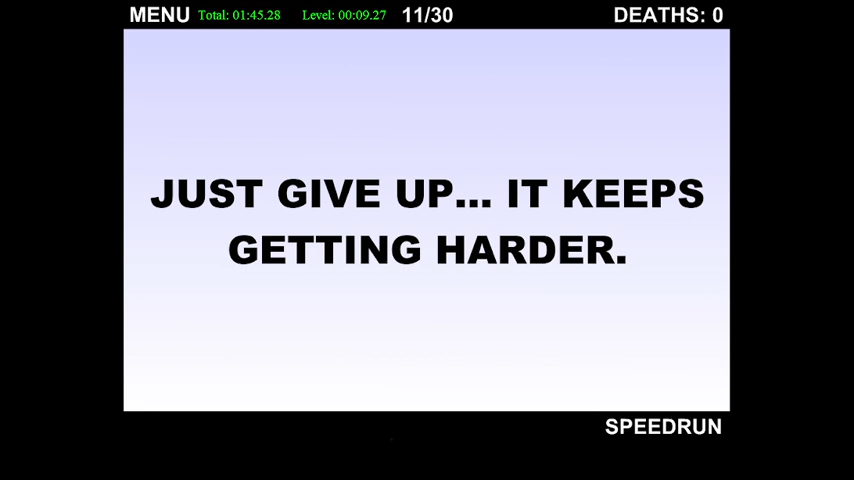 MENU Total: 01:45.28 Level: 00:09.27 11/30 DEATHS: 0
JUST GIVE UP... IT KEEPS
GETTING HARDER.
SPEEDRUN